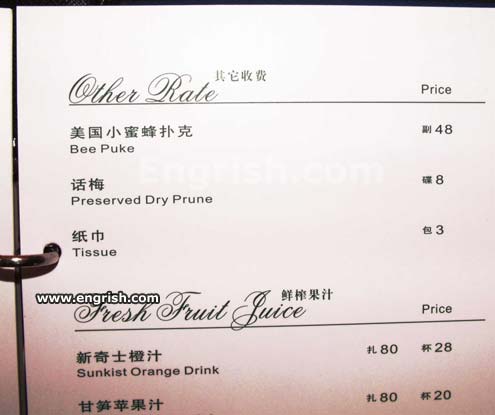 其它收费
Other Rate Price
美国小蜜蜂扑克 副 48
Bee Puke
Engrish.com
话梅 碟 8
Preserved Dry Prune
纸巾 包 3
Tissue
www.engrish.com
鲜榨果汁
Fresh Fruit Juice Price
新奇士橙汁 扎 80 杯 28
Sunkist Orange Drink
甘笋苹果汁 扎 80 杯 20